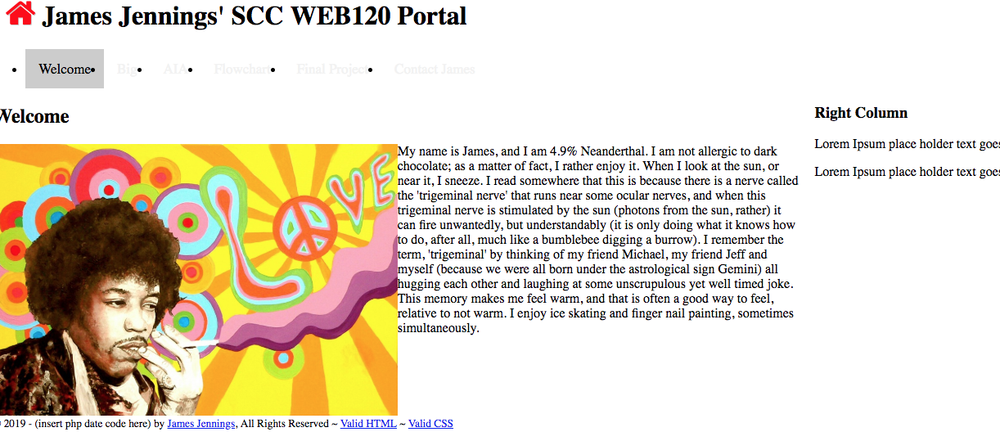 James Jennings' SCC WEB120 Portal
• Welcome • Big • AIA • Flowchart • Final Project • Contact James
Welcome
Right Column
Lorem Ipsum place holder text goes
Lorem Ipsum place holder text goes
LOVE
My name is James, and I am 4.9% Neanderthal. I am not allergic to dark
chocolate; as a matter of fact, I rather enjoy it. When I look at the sun, or
near it, I sneeze. I read somewhere that this is because there is a nerve called
the 'trigeminal nerve' that runs near some ocular nerves, and when this
trigeminal nerve is stimulated by the sun (photons from the sun, rather) it
can fire unwantedly, but understandably (it is only doing what it knows how
to do, after all, much like a bumblebee digging a burrow). I remember the
term, 'trigeminal' by thinking of my friend Michael, my friend Jeff and
myself (because we were all born under the astrological sign Gemini) all
hugging each other and laughing at some unscrupulous yet well timed joke.
This memory makes me feel warm, and that is often a good way to feel,
relative to not warm. I enjoy ice skating and finger nail painting, sometimes
simultaneously.
© 2019 - (insert php date code here) by James Jennings, All Rights Reserved ~ Valid HTML ~ Valid CSS